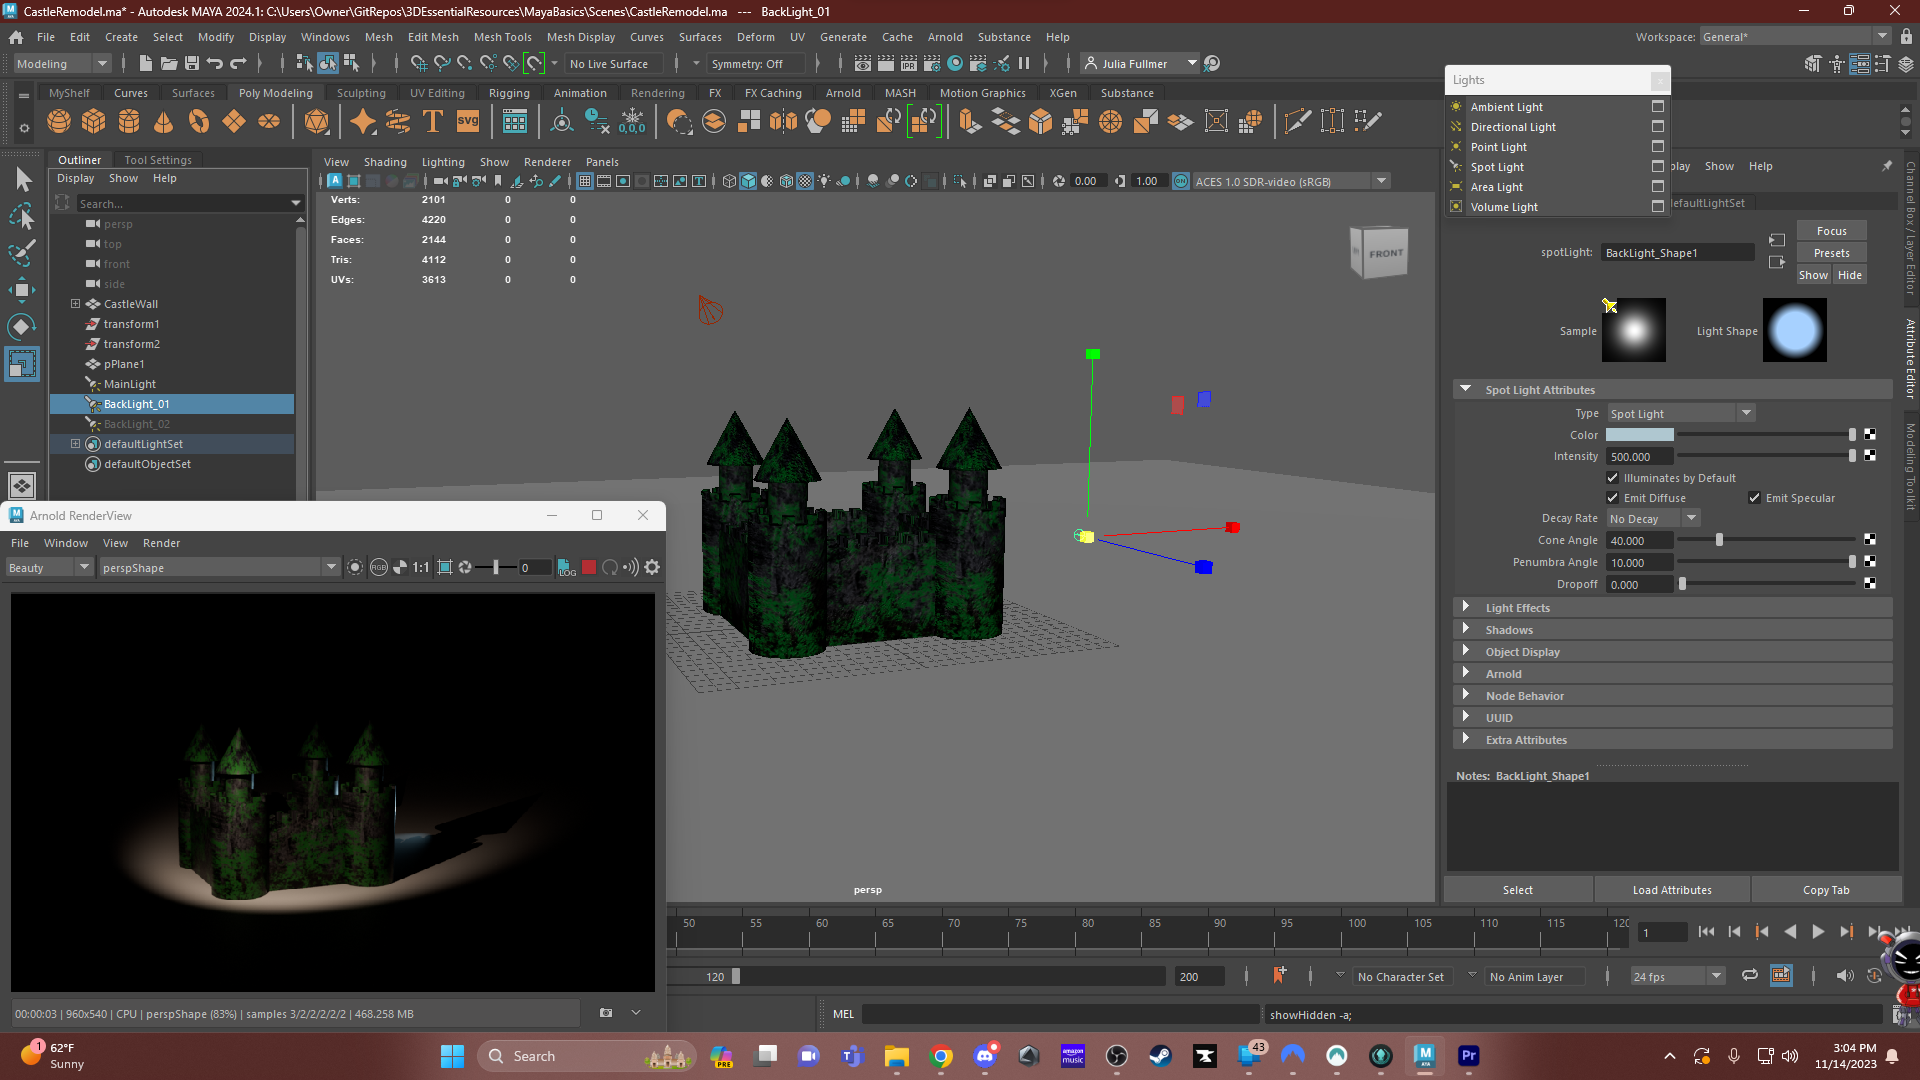 CastleRemodel.ma* - Autodesk MAYA 2024.1: C:\Users\Owner\GitRepos\3DEssentialResources\MayaBasics\Scenes\CastleRemodel.ma --- BackLight_01
File Edit Create Select Modify Display Windows Mesh Edit Mesh Mesh Tools Mesh Display Curves Surfaces Deform UV Generate Cache Arnold Substance Help
Workspace: General*
Modeling
No Live Surface
Symmetry: Off
Julia Fullmer
MyShelf Curves Surfaces Poly Modeling Sculpting UV Editing Rigging Animation Rendering FX FX Caching Arnold MASH Motion Graphics XGen Substance
Lights
Ambient Light
Directional Light
Point Light
Spot Light
Area Light
Volume Light
Outliner Tool Settings
Display Show Help
Search...
persp
top
front
side
CastleWall
transform1
transform2
pPlane1
MainLight
BackLight_01
BackLight_02
defaultLightSet
defaultObjectSet
View Shading Lighting Show Renderer Panels
0.00
1.00
ACES 1.0 SDR-video (sRGB)
Verts: 2101 0 0
Edges: 4220 0 0
Faces: 2144 0 0
Tris: 4112 0 0
UVs: 3613 0 0
FRONT
persp
Show Help
defaultLightSet
spotLight: BackLight_Shape1
Focus
Presets
Show Hide
Sample
Light Shape
Spot Light Attributes
Type Spot Light
Color
Intensity 500.000
Illuminates by Default
Emit Diffuse
Emit Specular
Decay Rate No Decay
Cone Angle 40.000
Penumbra Angle 10.000
Dropoff 0.000
Light Effects
Shadows
Object Display
Arnold
Node Behavior
UUID
Extra Attributes
Notes: BackLight_Shape1
Select Load Attributes Copy Tab
Channel Box / Layer Editor
Attribute Editor
Modeling Toolkit
Arnold RenderView
File Window View Render
Beauty
perspShape
1:1
0
00:00:03 | 960x540 | CPU | perspShape (83%) | samples 3/2/2/2/2/2 | 468.258 MB
50 55 60 65 70 75 80 85 90 95 100 105 110 115 120
1
120
200
No Character Set
No Anim Layer
24 fps
MEL
showHidden -a;
1
62°F
Sunny
Search
43
3:04 PM
11/14/2023